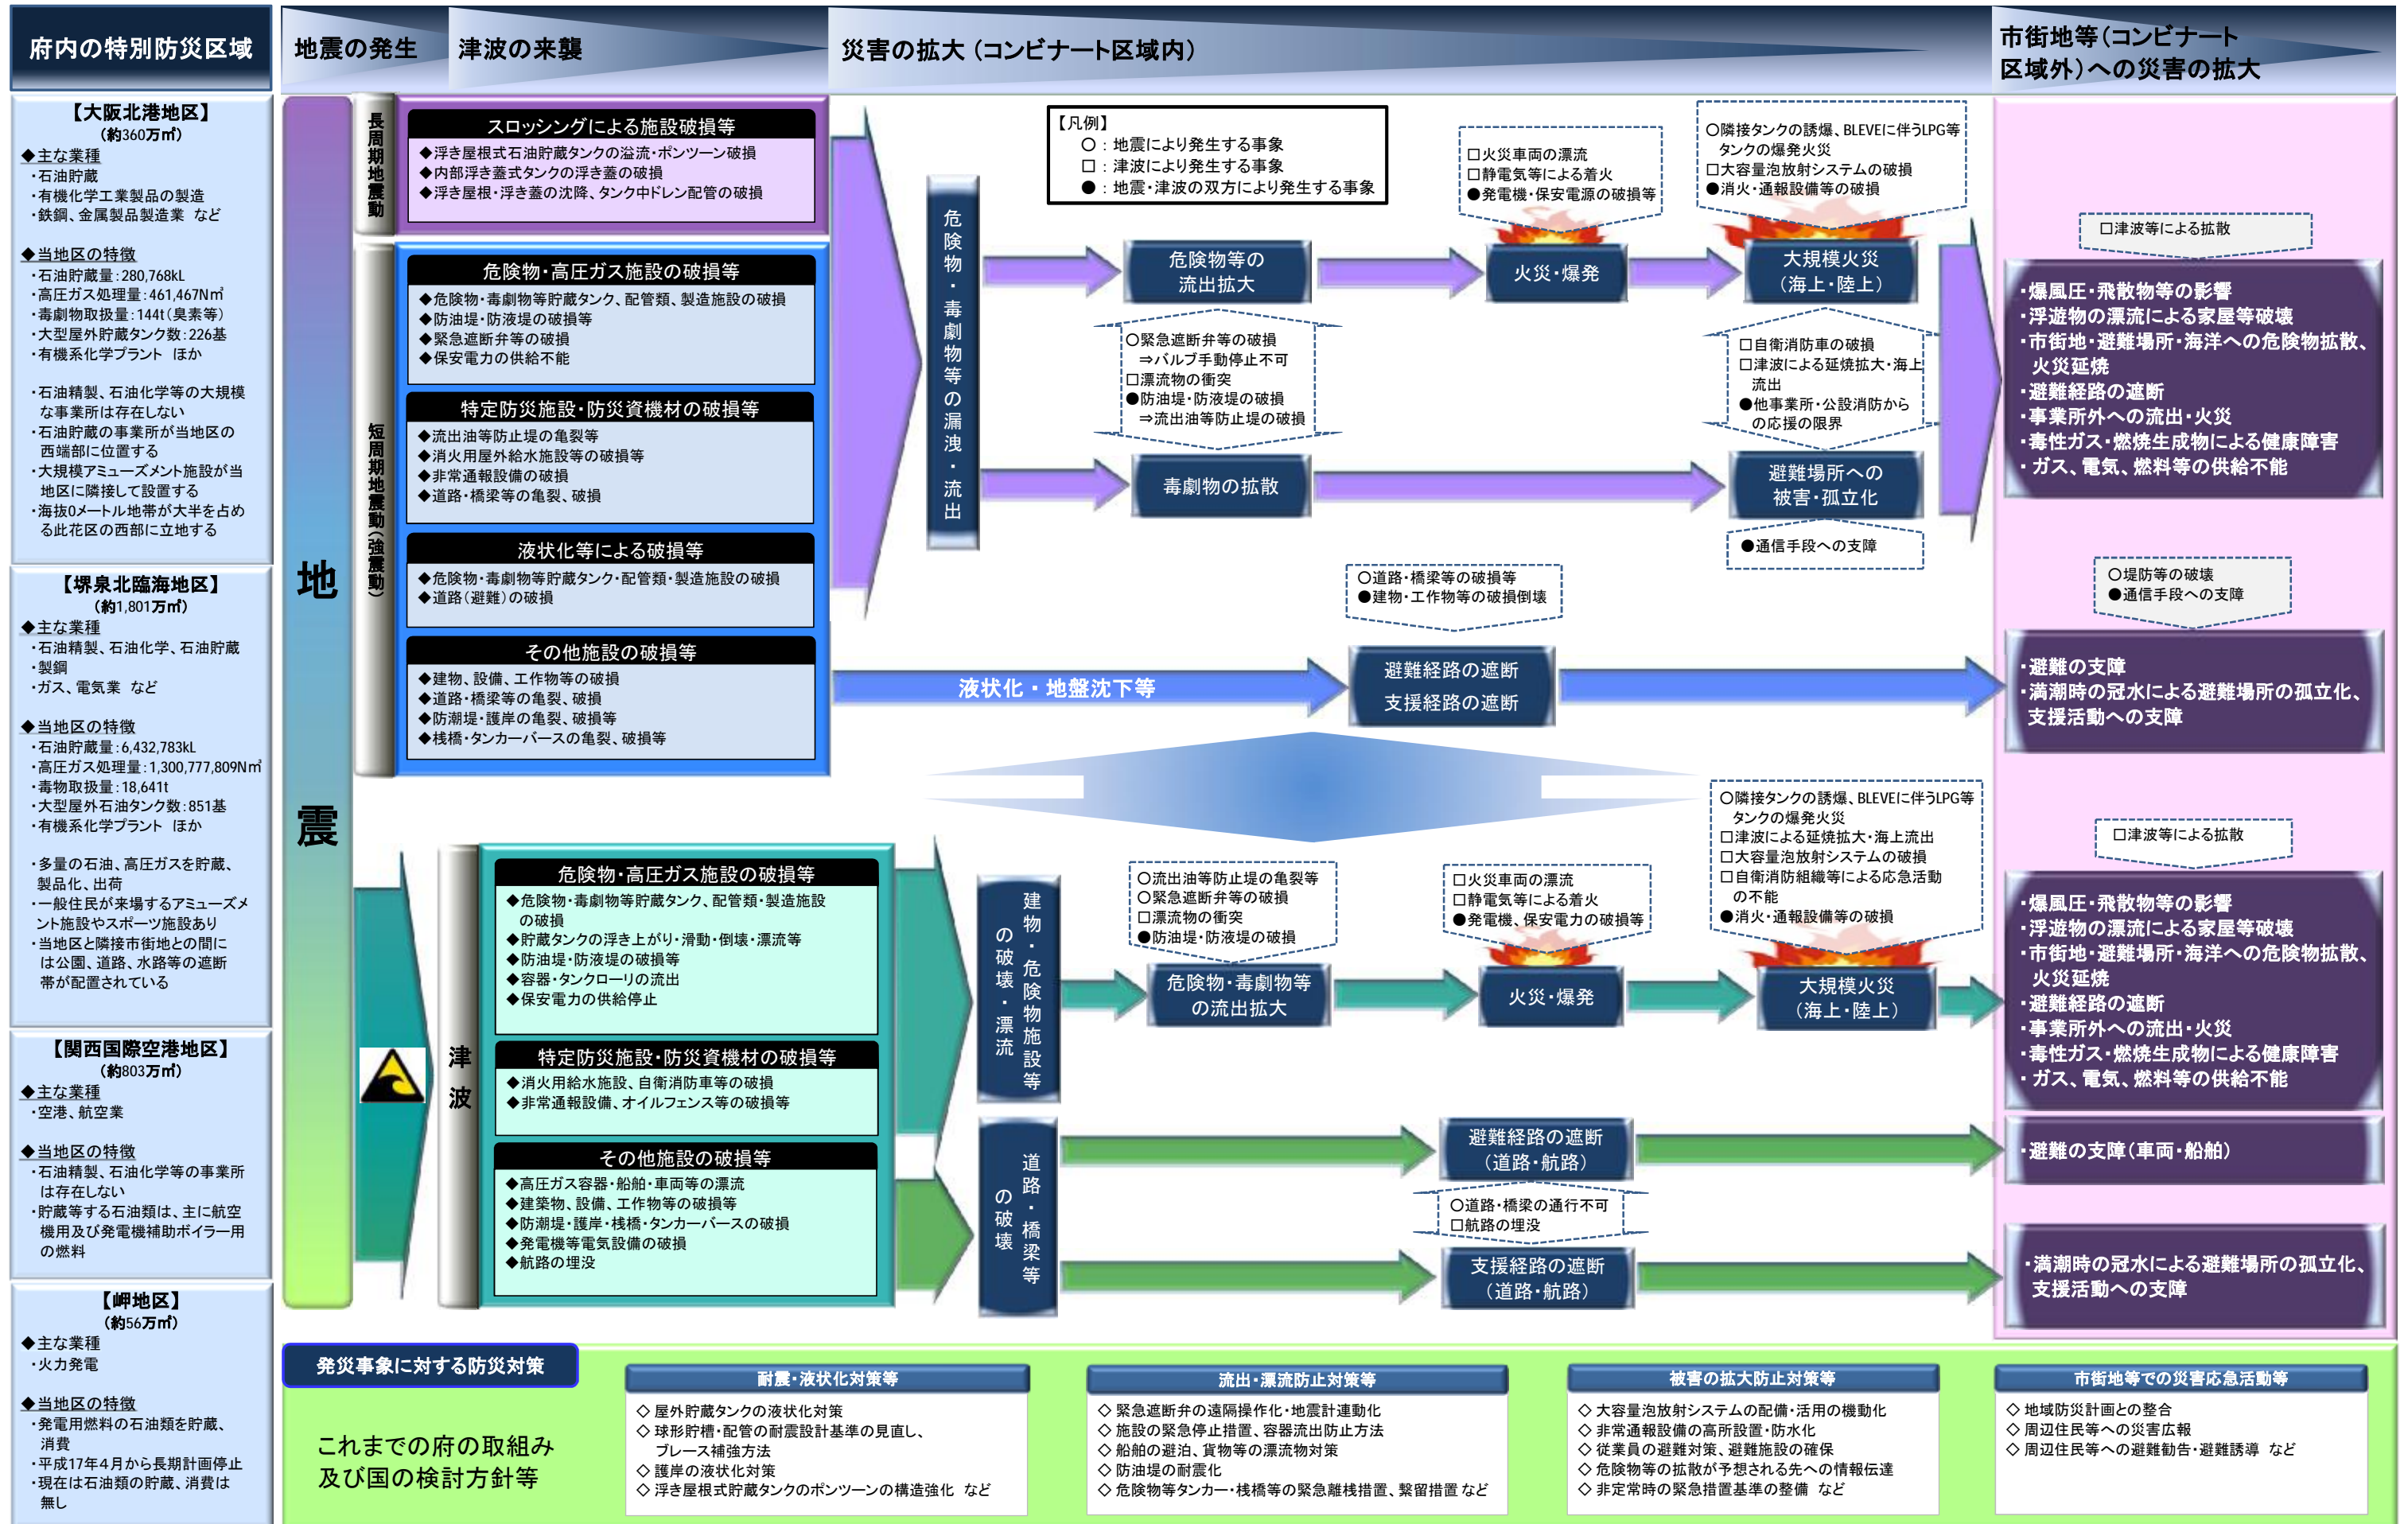 府内の特別防災区域
地震の発生
津波の来襲
災害の拡大（コンビナート区域内）
市街地等（コンビナート
区域外）への災害の拡大
【大阪北港地区】
（約360万㎡）
◆主な業種
・石油貯蔵
・有機化学工業製品の製造
・鉄鋼、金属製品製造業 など
◆当地区の特徴
・石油貯蔵量：280,768kL
・高圧ガス処理量：461,467N㎥
・毒劇物取扱量：144t（臭素等）
・大型屋外貯蔵タンク数：226基
・有機系化学プラント ほか
・石油精製、石油化学等の大規模
な事業所は存在しない
・石油貯蔵の事業所が当地区の
西端部に位置する
・大規模アミューズメント施設が当
地区に隣接して設置する
・海抜0メートル地帯が大半を占め
る此花区の西部に立地する
【堺泉北臨海地区】
（約1,801万㎡）
◆主な業種
・石油精製、石油化学、石油貯蔵
・製鋼
・ガス、電気業 など
◆当地区の特徴
・石油貯蔵量：6,432,783kL
・高圧ガス処理量：1,300,777,809N㎥
・毒物取扱量：18,641t
・大型屋外石油タンク数：851基
・有機系化学プラント ほか
・多量の石油、高圧ガスを貯蔵、
製品化、出荷
・一般住民が来場するアミューズメ
ント施設やスポーツ施設あり
・当地区と隣接市街地との間に
は公園、道路、水路等の遮断
帯が配置されている
【関西国際空港地区】
（約803万㎡）
◆主な業種
・空港、航空業
◆当地区の特徴
・石油精製、石油化学等の事業所
は存在しない
・貯蔵等する石油類は、主に航空
機用及び発電機補助ボイラー用
の燃料
【岬地区】
（約56万㎡）
◆主な業種
・火力発電
◆当地区の特徴
・発電用燃料の石油類を貯蔵、
消費
・平成17年4月から長期計画停止
・現在は石油類の貯蔵、消費は
無し
地震
長周期地震動
スロッシングによる施設破損等
◆浮き屋根式石油貯蔵タンクの溢流・ポンツーン破損
◆内部浮き蓋式タンクの浮き蓋の破損
◆浮き屋根・浮き蓋の沈降、タンク中ドレン配管の破損
短周期地震動（強震動）
危険物・高圧ガス施設の破損等
◆危険物・毒劇物等貯蔵タンク、配管類、製造施設の破損
◆防油堤・防液堤の破損等
◆緊急遮断弁等の破損
◆保安電力の供給不能
特定防災施設・防災資機材の破損等
◆流出油等防止堤の亀裂等
◆消火用屋外給水施設等の破損等
◆非常通報設備の破損
◆道路・橋梁等の亀裂、破損
液状化等による破損等
◆危険物・毒劇物等貯蔵タンク・配管類・製造施設の破損
◆道路（避難）の破損
その他施設の破損等
◆建物、設備、工作物等の破損
◆道路・橋梁等の亀裂、破損
◆防潮堤・護岸の亀裂、破損等
◆桟橋・タンカーバースの亀裂、破損等
【凡例】
○：地震により発生する事象
□：津波により発生する事象
●：地震・津波の双方により発生する事象
危険物・毒劇物等の漏洩・流出
危険物等の
流出拡大
○緊急遮断弁等の破損
⇒バルブ手動停止不可
□漂流物の衝突
●防油堤・防液堤の破損
⇒流出油等防止堤の破損
毒劇物の拡散
□火災車両の漂流
□静電気等による着火
●発電機・保安電源の破損等
火災・爆発
○隣接タンクの誘爆、BLEVEに伴うLPG等
タンクの爆発火災
□大容量泡放射システムの破損
●消火・通報設備等の破損
大規模火災
（海上・陸上）
□自衛消防車の破損
□津波による延焼拡大・海上
流出
●他事業所・公設消防から
の応援の限界
避難場所への
被害・孤立化
●通信手段への支障
□津波等による拡散
・爆風圧・飛散物等の影響
・浮遊物の漂流による家屋等破壊
・市街地・避難場所・海洋への危険物拡散、
火災延焼
・避難経路の遮断
・事業所外への流出・火災
・毒性ガス・燃焼生成物による健康障害
・ガス、電気、燃料等の供給不能
液状化・地盤沈下等
○道路・橋梁等の破損等
●建物・工作物等の破損倒壊
避難経路の遮断
支援経路の遮断
○堤防等の破壊
●通信手段への支障
・避難の支障
・満潮時の冠水による避難場所の孤立化、
支援活動への支障
津波
危険物・高圧ガス施設の破損等
◆危険物・毒劇物等貯蔵タンク、配管類・製造施設
の破損
◆貯蔵タンクの浮き上がり・滑動・倒壊・漂流等
◆防油堤・防液堤の破損等
◆容器・タンクローリの流出
◆保安電力の供給停止
特定防災施設・防災資機材の破損等
◆消火用給水施設、自衛消防車等の破損
◆非常通報設備、オイルフェンス等の破損等
その他施設の破損等
◆高圧ガス容器・船舶・車両等の漂流
◆建築物、設備、工作物等の破損等
◆防潮堤・護岸・桟橋・タンカーバースの破損
◆発電機等電気設備の破損
◆航路の埋没
建物・危険物施設等
の破壊・漂流
○流出油等防止堤の亀裂等
○緊急遮断弁等の破損
□漂流物の衝突
●防油堤・防液堤の破損
危険物・毒劇物等
の流出拡大
□火災車両の漂流
□静電気等による着火
●発電機、保安電力の破損等
火災・爆発
○隣接タンクの誘爆、BLEVEに伴うLPG等
タンクの爆発火災
□津波による延焼拡大・海上流出
□大容量泡放射システムの破損
□自衛消防組織等による応急活動
の不能
●消火・通報設備等の破損
大規模火災
（海上・陸上）
□津波等による拡散
・爆風圧・飛散物等の影響
・浮遊物の漂流による家屋等破壊
・市街地・避難場所・海洋への危険物拡散、
火災延焼
・避難経路の遮断
・事業所外への流出・火災
・毒性ガス・燃焼生成物による健康障害
・ガス、電気、燃料等の供給不能
道路・橋梁等
の破壊
避難経路の遮断
（道路・航路）
○道路・橋梁の通行不可
□航路の埋没
支援経路の遮断
（道路・航路）
・避難の支障（車両・船舶）
・満潮時の冠水による避難場所の孤立化、
支援活動への支障
発災事象に対する防災対策
これまでの府の取組み
及び国の検討方針等
耐震・液状化対策等
◇ 屋外貯蔵タンクの液状化対策
◇ 球形貯槽・配管の耐震設計基準の見直し、
ブレース補強方法
◇ 護岸の液状化対策
◇ 浮き屋根式貯蔵タンクのポンツーンの構造強化 など
流出・漂流防止対策等
◇ 緊急遮断弁の遠隔操作化・地震計連動化
◇ 施設の緊急停止措置、容器流出防止方法
◇ 船舶の避泊、貨物等の漂流物対策
◇ 防油堤の耐震化
◇ 危険物等タンカー・桟橋等の緊急離桟措置、繋留措置 など
被害の拡大防止対策等
◇ 大容量泡放射システムの配備・活用の機動化
◇ 非常通報設備の高所設置・防水化
◇ 従業員の避難対策、避難施設の確保
◇ 危険物等の拡散が予想される先への情報伝達
◇ 非定常時の緊急措置基準の整備 など
市街地等での災害応急活動等
◇ 地域防災計画との整合
◇ 周辺住民等への災害広報
◇ 周辺住民等への避難勧告・避難誘導 など